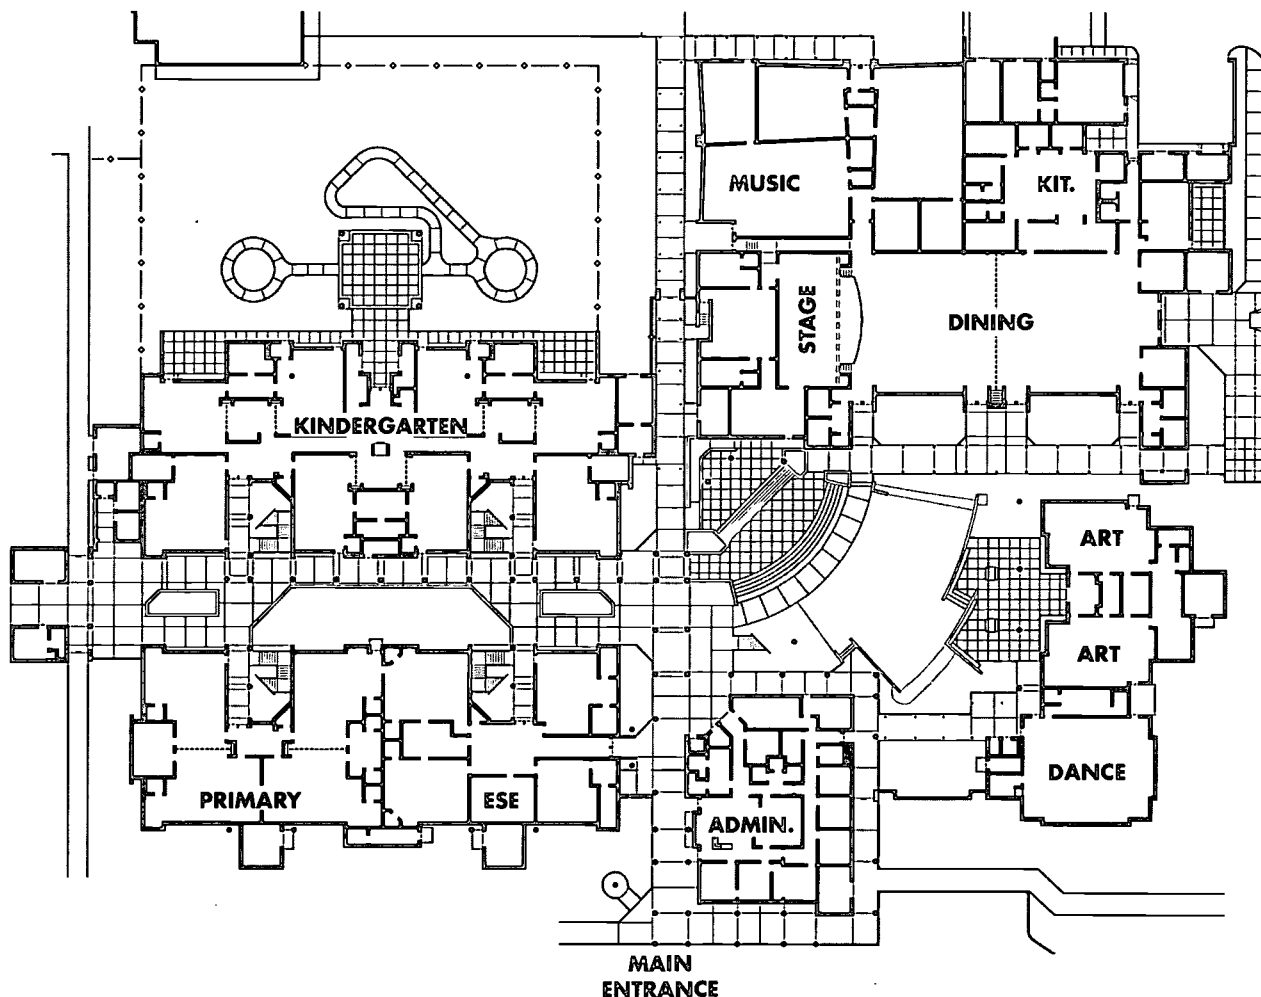 MUSIC
KIT.
STAGE
DINING
KINDERGARTEN
ART
ART
PRIMARY
ESE
ADMIN.
DANCE
MAIN
ENTRANCE